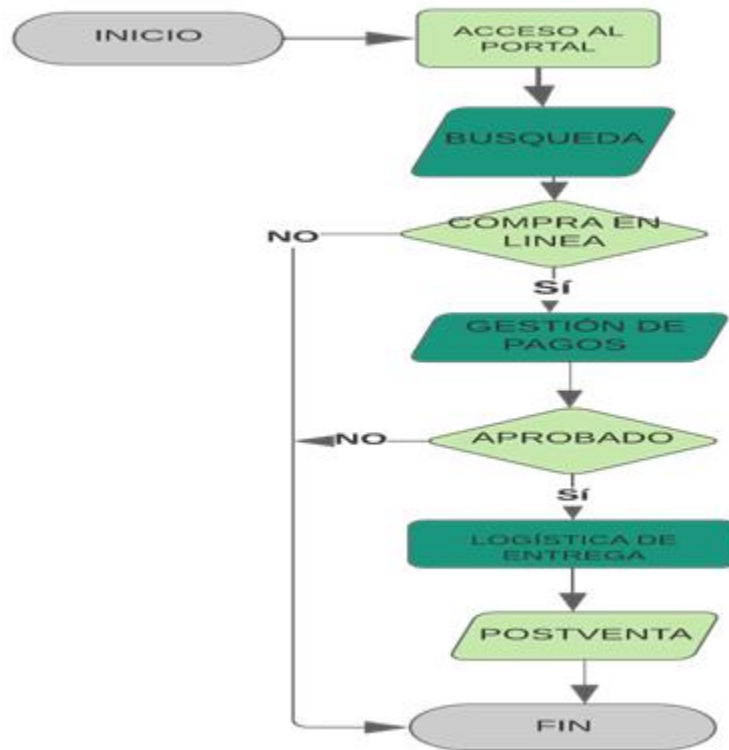 INICIO
ACCESO AL
PORTAL
BUSQUEDA
COMPRA EN
LINEA
NO
Sí
GESTIÓN DE
PAGOS
APROBADO
NO
Sí
LOGÍSTICA DE
ENTREGA
POSTVENTA
FIN